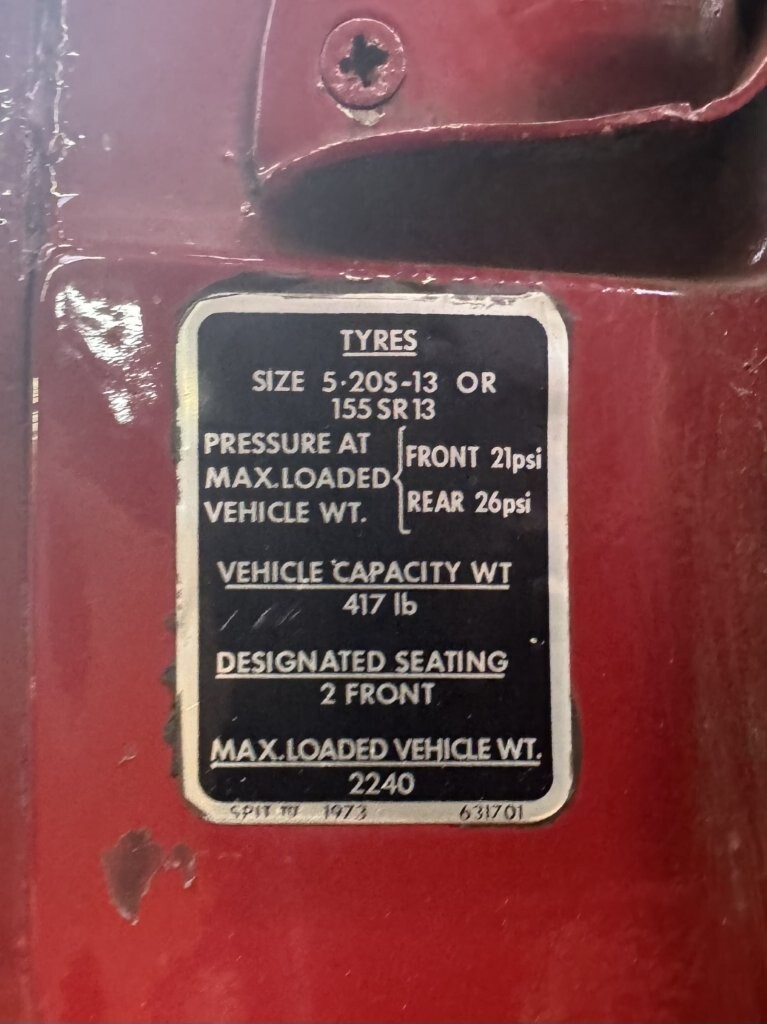 TYRES
SIZE 5·20S-13 OR
155 SR 13
PRESSURE AT
MAX.LOADED
VEHICLE WT.
FRONT 21psi
REAR 26psi
VEHICLE CAPACITY WT
417 lb
DESIGNATED SEATING
2 FRONT
MAX.LOADED VEHICLE WT.
2240
SPIT IV 1973 631701